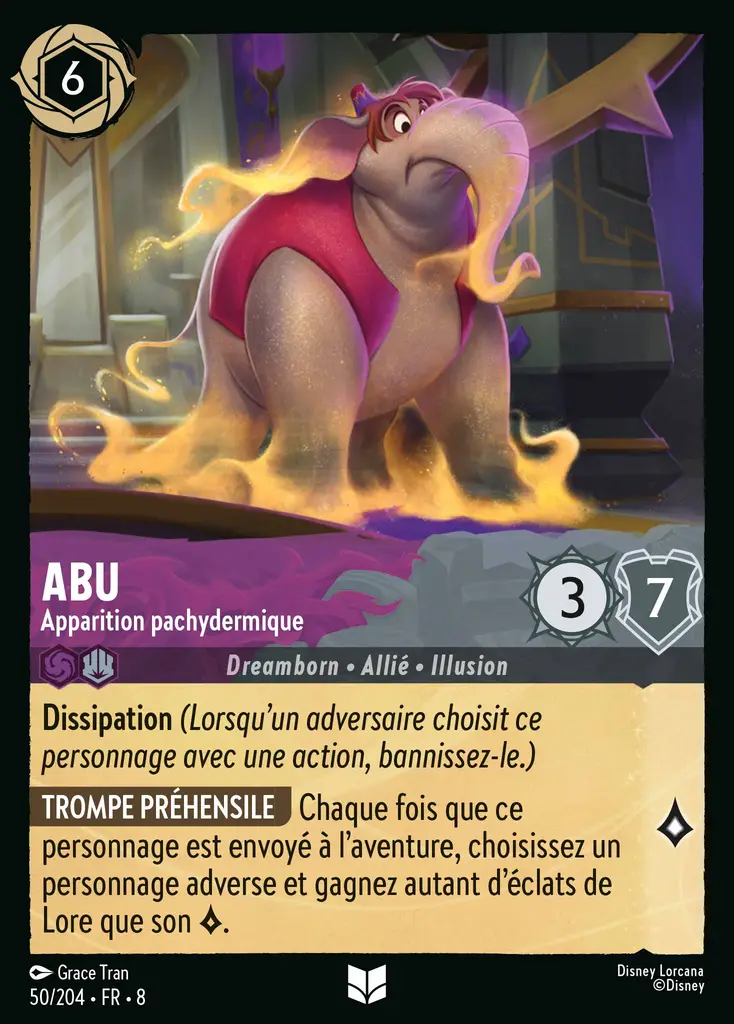 6
ABU
Apparition pachydermique
3
7
Dreamborn • Allié • Illusion
Dissipation (Lorsqu'un adversaire choisit ce
personnage avec une action, bannissez-le.)
TROMPE PRÉHENSILE Chaque fois que ce
personnage est envoyé à l'aventure, choisissez un
personnage adverse et gagnez autant d'éclats de
Lore que son .
Grace Tran
50/204 • FR • 8
Disney Lorcana
©Disney